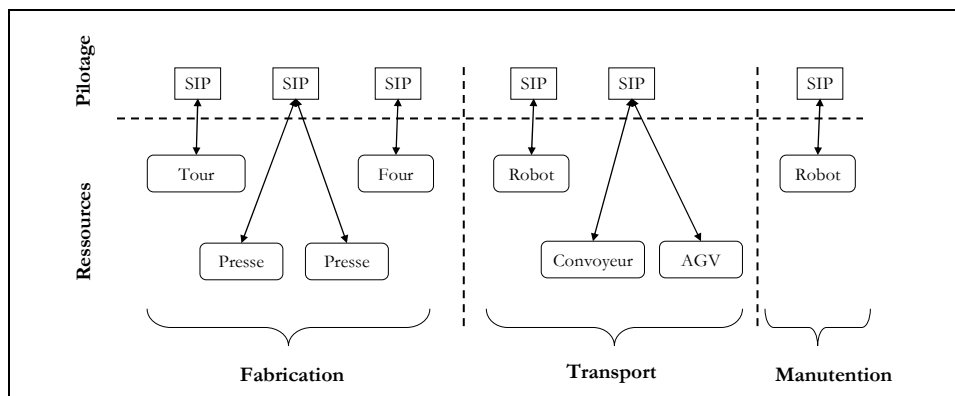 Pilotage
SIP
SIP
SIP
SIP
SIP
SIP
Ressources
Tour
Four
Robot
Robot
Presse
Presse
Convoyeur
AGV
Fabrication
Transport
Manutention